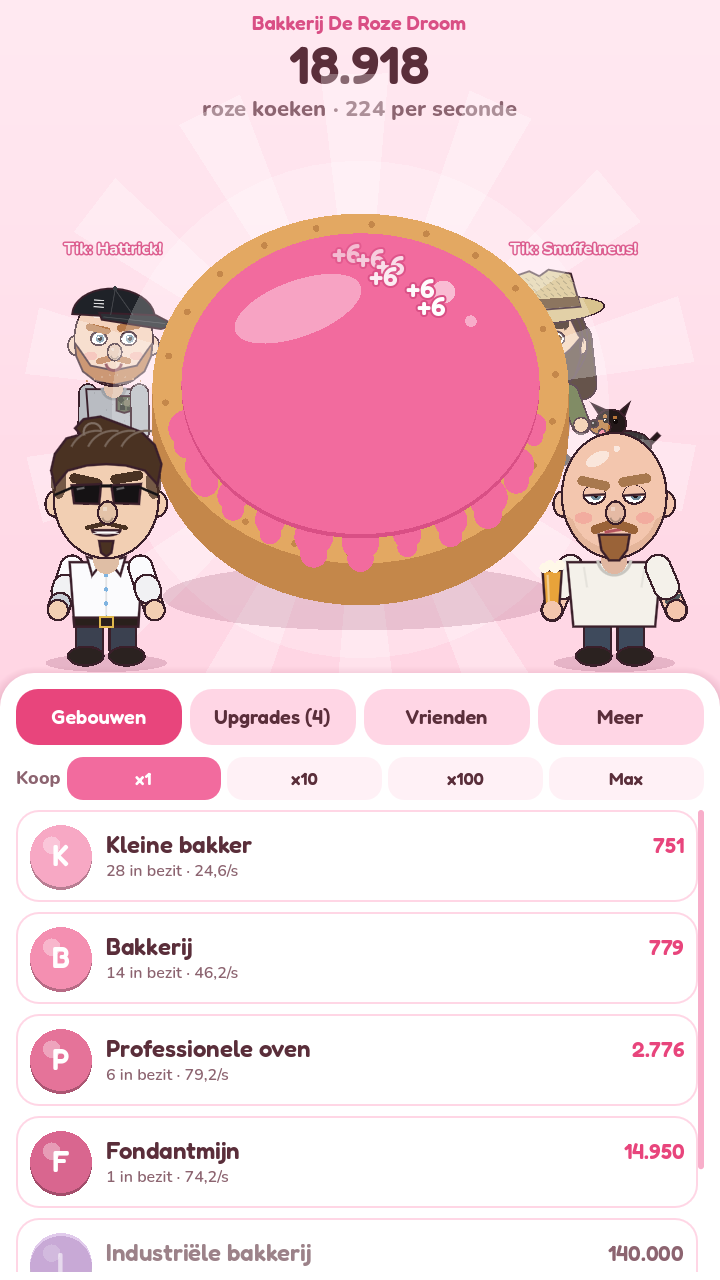 Bakkerij De Roze Droom
18.918
roze koeken · 224 per seconde
Tik: Hattrick!
Tik: Snuffelneus!
+6 +6 +6
+6
+6
+6
Gebouwen
Upgrades (4)
Vrienden
Meer
Koop
x1
x10
x100
Max
K
Kleine bakker
751
28 in bezit · 24,6/s
B
Bakkerij
779
14 in bezit · 46,2/s
P
Professionele oven
2.776
6 in bezit · 79,2/s
F
Fondantmijn
14.950
1 in bezit · 74,2/s
I
Industriële bakkerij
140.000